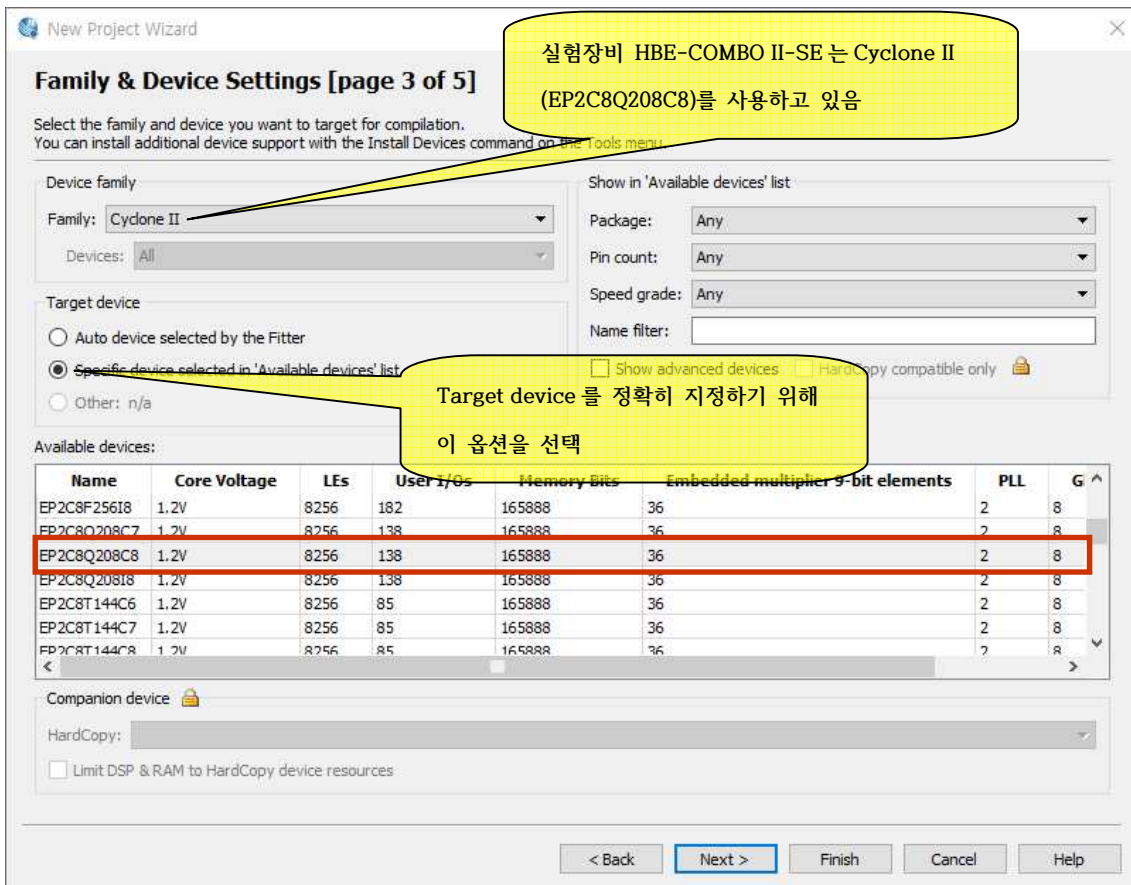 New Project Wizard
실험장비 HBE-COMBO II-SE 는 Cyclone II
(EP2C8Q208C8)를 사용하고 있음
Family & Device Settings [page 3 of 5]
Select the family and device you want to target for compilation.
You can install additional device support with the Install Devices command on the Tools menu.
Device family
Family: Cyclone II
Devices: All
Show in 'Available devices' list
Package: Any
Pin count: Any
Speed grade: Any
Name filter:
Show advanced devices HardCopy compatible only
Target device
Auto device selected by the Fitter
Specific device selected in 'Available devices' list
Other: n/a
Target device 를 정확히 지정하기 위해
이 옵션을 선택
Available devices:
Name Core Voltage LEs User I/Os Memory Bits Embedded multiplier 9-bit elements PLL
EP2C8F256I8 1.2V 8256 182 165888 36 2 8
EP2C8Q208C7 1.2V 8256 138 165888 36 2 8
EP2C8Q208C8 1.2V 8256 138 165888 36 2 8
EP2C8Q208I8 1.2V 8256 138 165888 36 2 8
EP2C8T144C6 1.2V 8256 85 165888 36 2 8
EP2C8T144C7 1.2V 8256 85 165888 36 2 8
EP2C8T144C8 1.2V 8256 85 165888 36 2 8
Companion device
HardCopy:
Limit DSP & RAM to HardCopy device resources
< Back Next > Finish Cancel Help